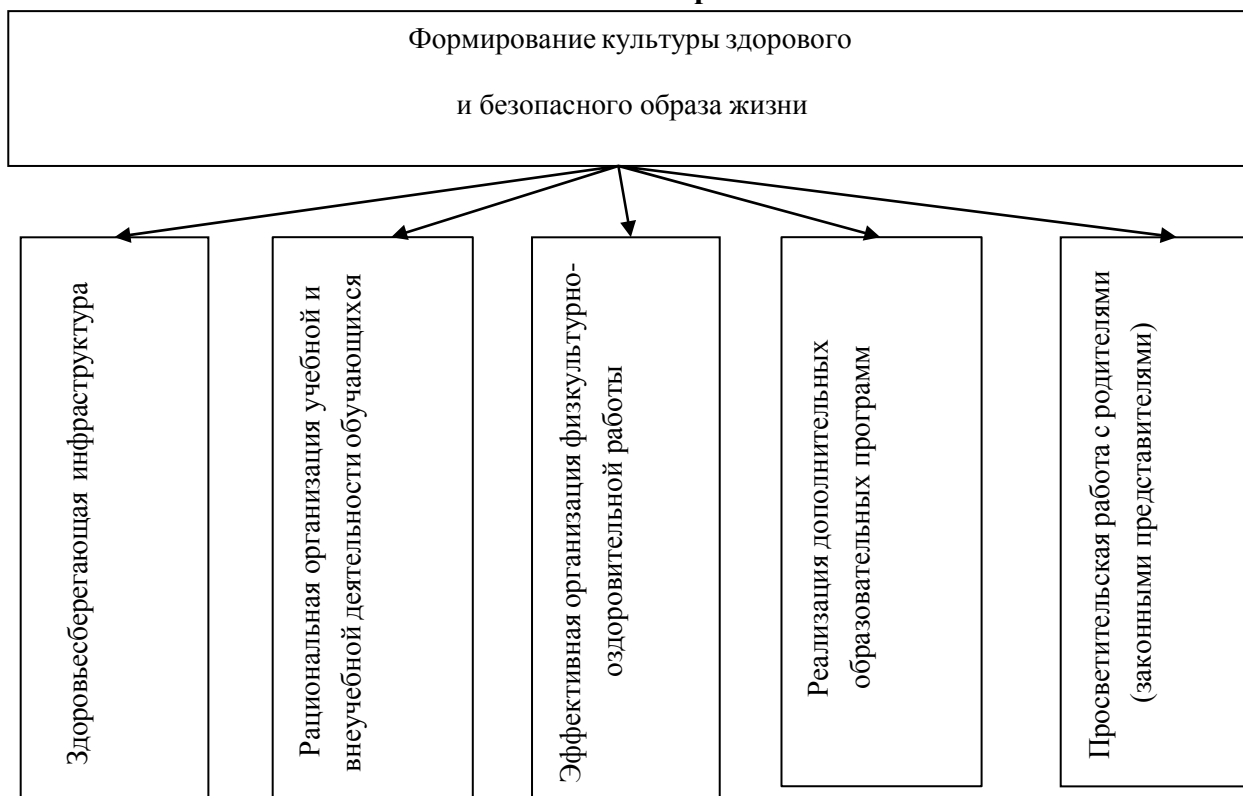 Формирование культуры здорового
и безопасного образа жизни
Здоровьесберегающая инфраструктура
Рациональная организация учебной и
внеучебной деятельности обучающихся
Эффективная организация физкультурно-
оздоровительной работы
Реализация дополнительных
образовательных программ
Просветительская работа с родителями
(законными представителями)